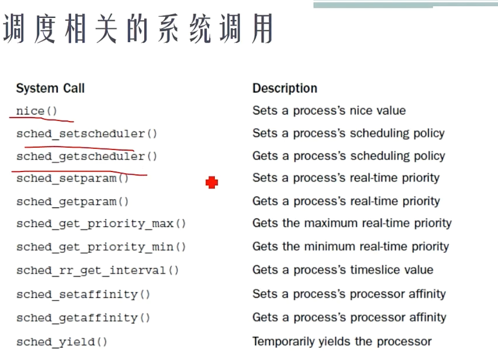 调度相关的系统调用
System Call Description
nice() Sets a process's nice value
sched_setscheduler() Sets a process's scheduling policy
sched_getscheduler() Gets a process's scheduling policy
sched_setparam() Sets a process's real-time priority
sched_getparam() Gets a process's real-time priority
sched_get_priority_max() Gets the maximum real-time priority
sched_get_priority_min() Gets the minimum real-time priority
sched_rr_get_interval() Gets a process's timeslice value
sched_setaffinity() Sets a process's processor affinity
sched_getaffinity() Gets a process's processor affinity
sched_yield() Temporarily yields the processor